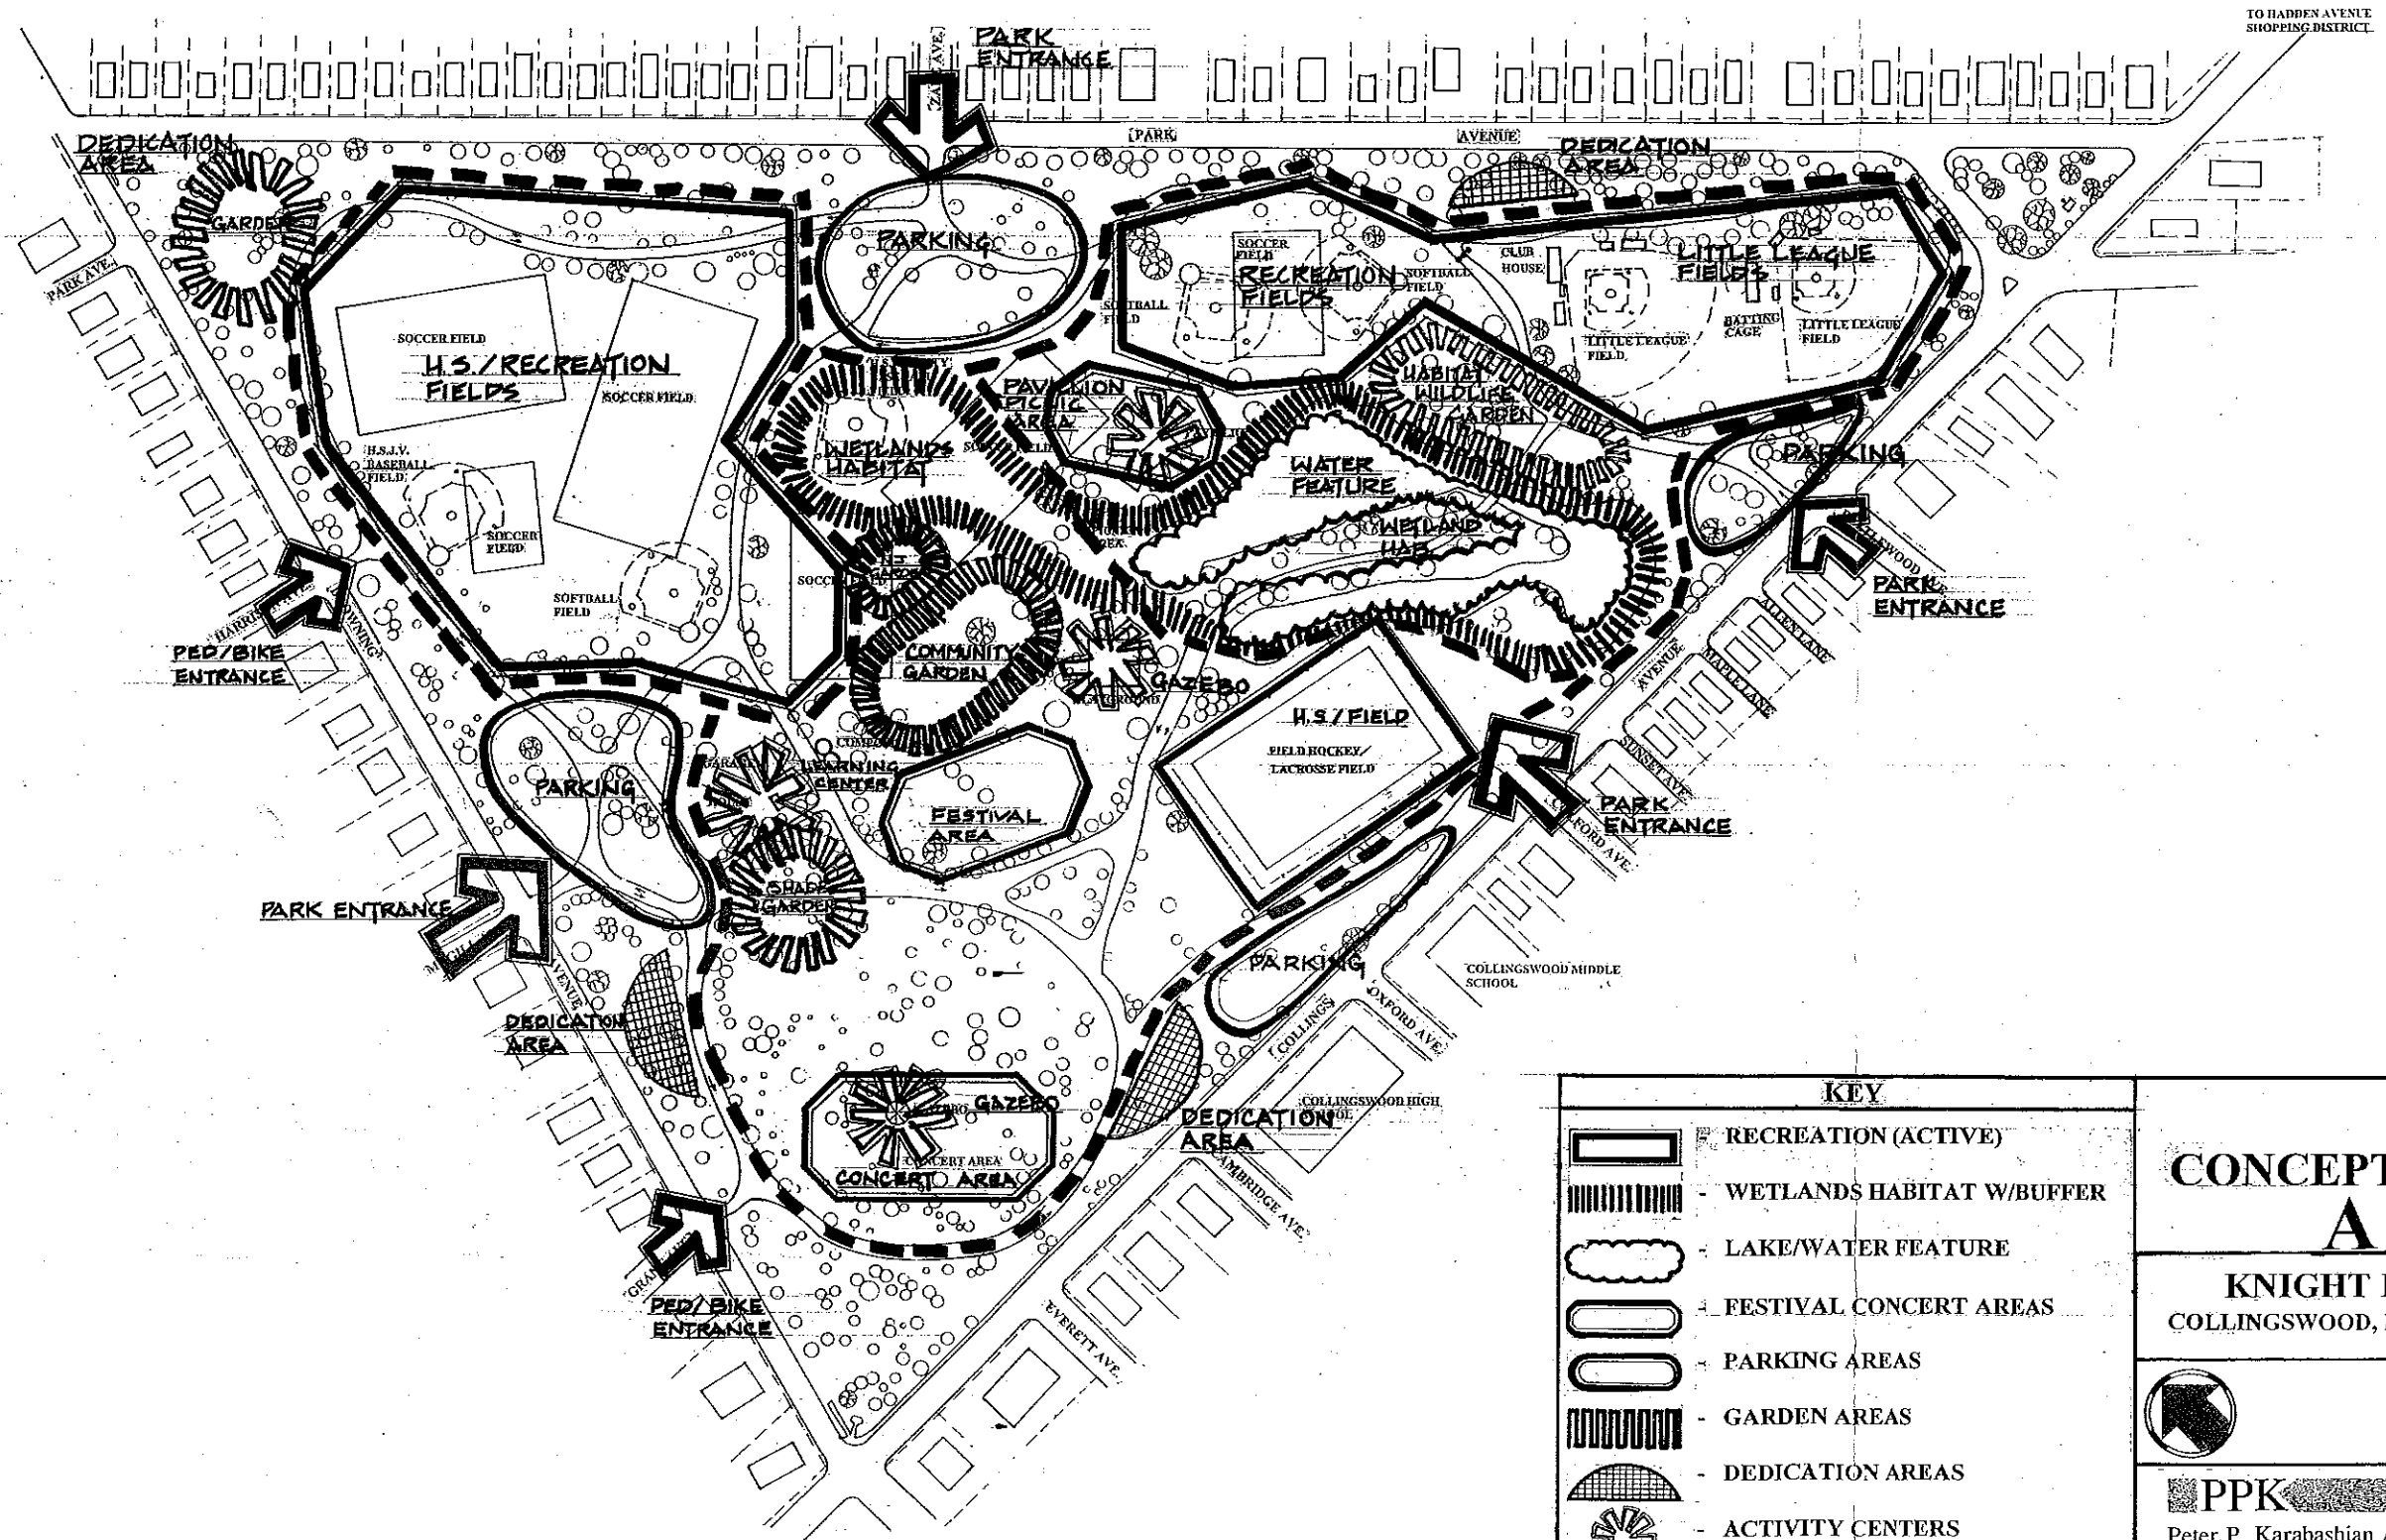 TO HADDEN AVENUE
SHOPPING DISTRICT
PARK
ENTRANCE
PARK
AVENUE
DEDICATION
AREA
DEDICATION
AREA
GARDEN
PARKING
SOCCER
FIELD
RECREATION
FIELDS
SOFTBALL
FIELD
SOFTBALL
FIELD
CLUB
HOUSE
LITTLE LEAGUE
FIELDS
BATTING
CAGE
LITTLE LEAGUE
FIELD
LITTLE LEAGUE
FIELD
PARK AVE.
SOCCER FIELD
H.S./RECREATION
FIELDS
SOCCER FIELD
PAVILLION
PICNIC
AREA
HABITAT
WILDLIFE
GARDEN
H.S.J.V.
BASEBALL
FIELD
WETLANDS
HABITAT
WATER
FEATURE
PARKING
SOCCER
FIELD
WETLAND
HAB.
SOFTBALL
FIELD
PARK
ENTRANCE
ALLEN LANE
MAPLE LANE
AVENUE
SUNSET AVE.
PED/BIKE
ENTRANCE
COMMUNITY
GARDEN
GAZEBO
H.S./FIELD
FIELD HOCKEY/
LACROSSE FIELD
LEARNING
CENTER
PARKING
FESTIVAL
AREA
PARK
ENTRANCE
SHADE
GARDEN
PARK ENTRANCE
AVENUE
PARKING
COLLINGSWOOD MIDDLE
SCHOOL
OXFORD AVE.
COLLINGS
DEDICATION
AREA
GAZEBO
CONCERT AREA
CONCERT AREA
COLLINGSWOOD HIGH
DEDICATION
AREA
CAMBRIDGE AVE.
PED/BIKE
ENTRANCE
EVERETT AVE.
KEY
- RECREATION (ACTIVE)
- WETLANDS HABITAT W/BUFFER
- LAKE/WATER FEATURE
- FESTIVAL CONCERT AREAS
- PARKING AREAS
- GARDEN AREAS
- DEDICATION AREAS
- ACTIVITY CENTERS
CONCEPT
A
KNIGHT
COLLINGSWOOD,
PPK
Peter P. Karabashian